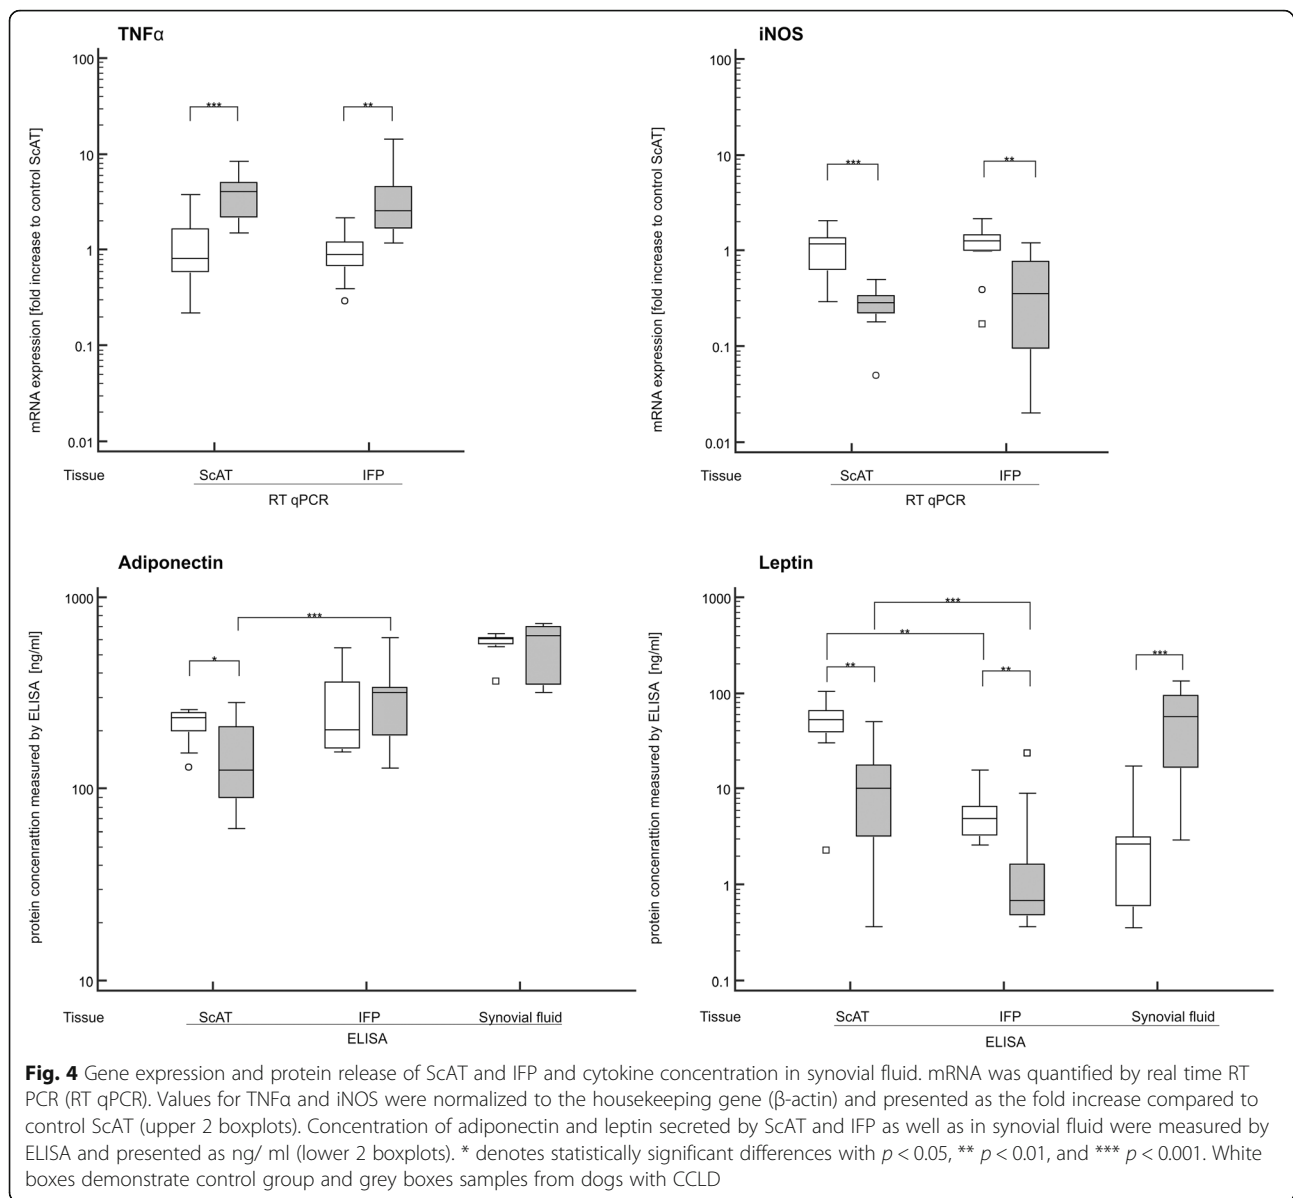 TNFα
100
10
1
0.1
0.01
mRNA expression [fold increase to control ScAT]
***
**
Tissue
ScAT
IFP
RT qPCR
iNOS
100
10
1
0.1
0.01
mRNA expression [fold increase to control ScAT]
***
**
Tissue
ScAT
IFP
RT qPCR
Adiponectin
1000
100
10
protein concenrattion measured by ELISA [ng/ml]
*
***
Tissue
ScAT
IFP
Synovial fluid
ELISA
Leptin
1000
100
10
1
0.1
protein concenrattion measured by ELISA [ng/ml]
***
**
**
**
***
Tissue
ScAT
IFP
Synovial fluid
ELISA
Fig. 4 Gene expression and protein release of ScAT and IFP and cytokine concentration in synovial fluid. mRNA was quantified by real time RT
PCR (RT qPCR). Values for TNFα and iNOS were normalized to the housekeeping gene (β-actin) and presented as the fold increase compared to
control ScAT (upper 2 boxplots). Concentration of adiponectin and leptin secreted by ScAT and IFP as well as in synovial fluid were measured by
ELISA and presented as ng/ ml (lower 2 boxplots). * denotes statistically significant differences with p < 0.05, ** p < 0.01, and *** p < 0.001. White
boxes demonstrate control group and grey boxes samples from dogs with CCLD